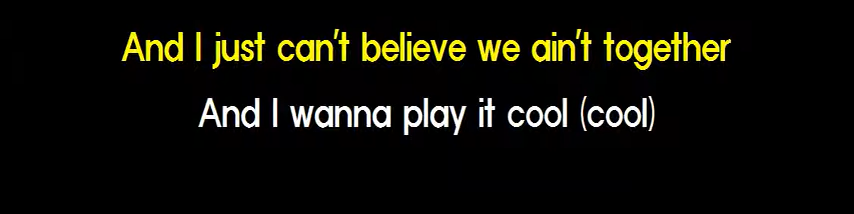 And I just can't believe we ain't together
And I wanna play it cool (cool)